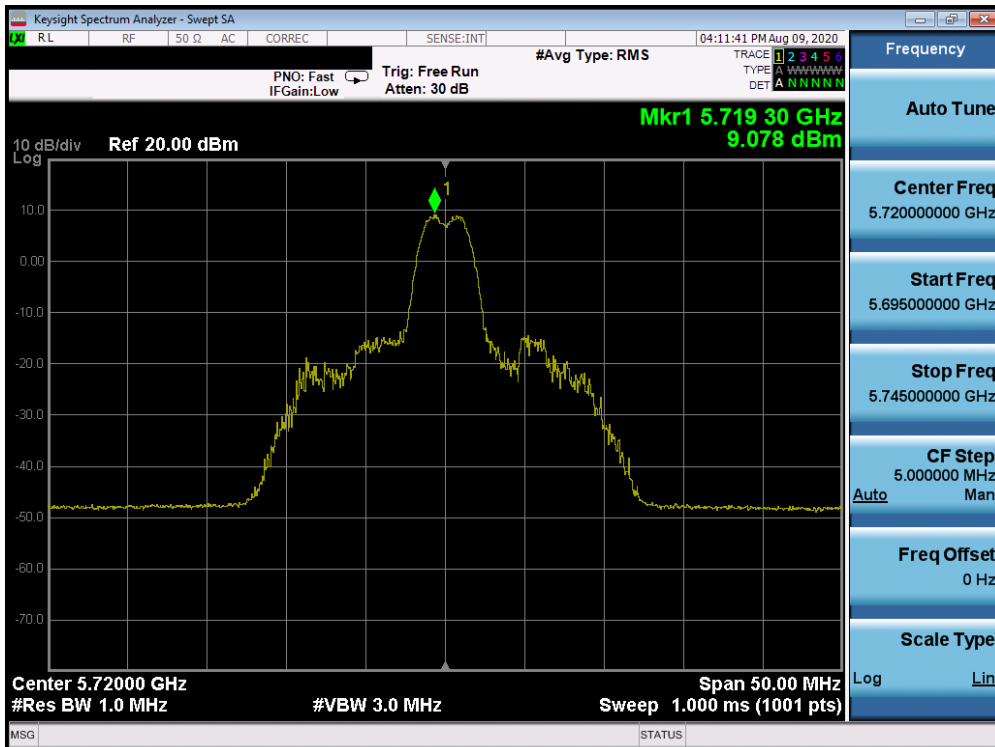 Keysight Spectrum Analyzer - Swept SA
LXI RL RF 50 Ω AC CORREC SENSE:INT 04:11:41 PM Aug 09, 2020
#Avg Type: RMS TRACE 1 2 3 4 5 6
PNO: Fast Trig: Free Run TYPE A WWWWW
IFGain:Low Atten: 30 dB DET A N N N N N
Mkr1 5.719 30 GHz
9.078 dBm
10 dB/div Ref 20.00 dBm
Log
1
10.0
0.00
-10.0
-20.0
-30.0
-40.0
-50.0
-60.0
-70.0
Center 5.72000 GHz Span 50.00 MHz
#Res BW 1.0 MHz #VBW 3.0 MHz Sweep 1.000 ms (1001 pts)
MSG STATUS
Frequency
Auto Tune
Center Freq
5.720000000 GHz
Start Freq
5.695000000 GHz
Stop Freq
5.745000000 GHz
CF Step
5.000000 MHz
Auto Man
Freq Offset
0 Hz
Scale Type
Log Lin